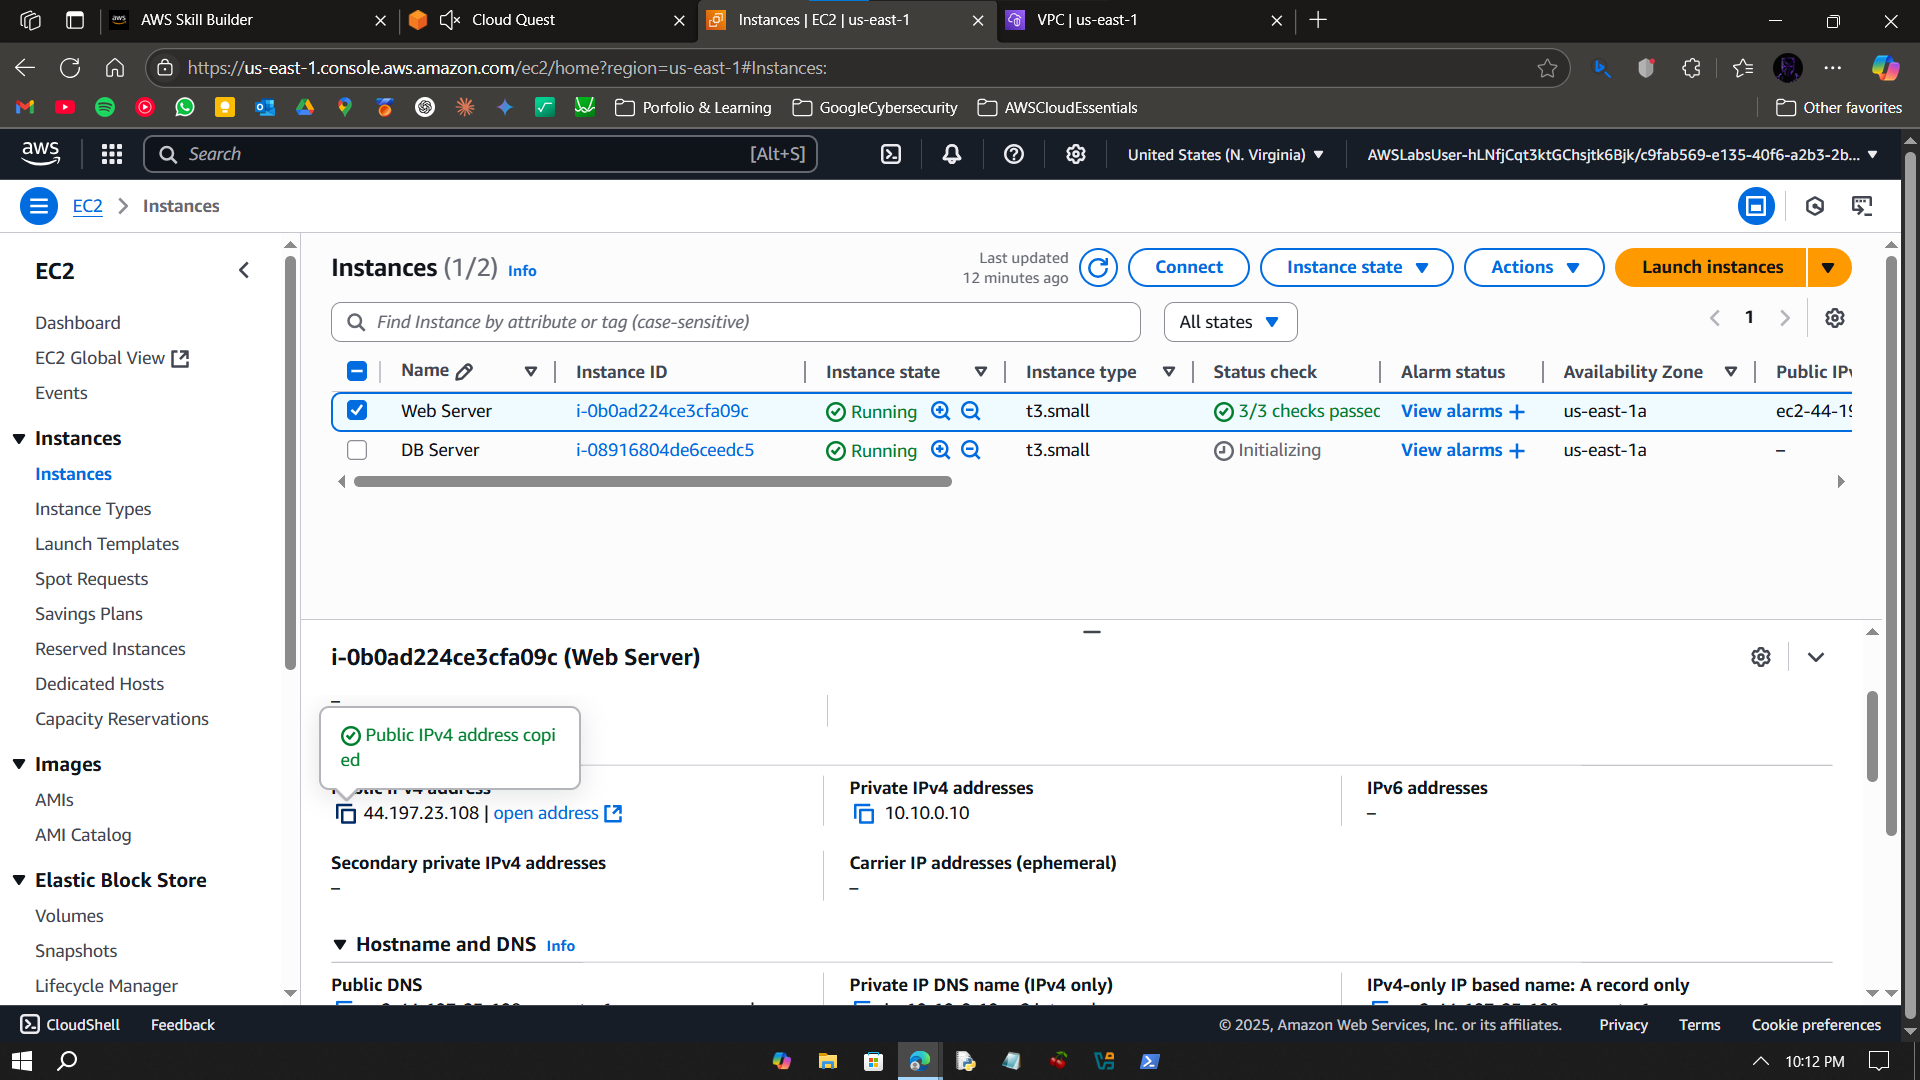 AWS Skill Builder
Cloud Quest
Instances | EC2 | us-east-1
VPC | us-east-1
https://us-east-1.console.aws.amazon.com/ec2/home?region=us-east-1#Instances:
Porfolio & Learning
GoogleCybersecurity
AWSCloudEssentials
Other favorites
aws
Search
[Alt+S]
United States (N. Virginia)
AWSLabsUser-hLNfjCqt3ktGChsjtk6Bjk/c9fab569-e135-40f6-a2b3-2b...
EC2
Instances
EC2
Dashboard
EC2 Global View
Events
Instances
Instances
Instance Types
Launch Templates
Spot Requests
Savings Plans
Reserved Instances
Dedicated Hosts
Capacity Reservations
Images
AMIs
AMI Catalog
Elastic Block Store
Volumes
Snapshots
Lifecycle Manager
Instances (1/2) Info
Last updated
12 minutes ago
Connect
Instance state
Actions
Launch instances
Find Instance by attribute or tag (case-sensitive)
All states
1
Name Instance ID Instance state Instance type Status check Alarm status Availability Zone Public IPv
Web Server i-0b0ad224ce3cfa09c Running t3.small 3/3 checks passec View alarms + us-east-1a ec2-44-19
DB Server i-08916804de6ceedc5 Running t3.small Initializing View alarms + us-east-1a –
i-0b0ad224ce3cfa09c (Web Server)
–
Public IPv4 address copi
ed
Private IPv4 addresses
IPv6 addresses
44.197.23.108 | open address
10.10.0.10
–
Secondary private IPv4 addresses
Carrier IP addresses (ephemeral)
–
–
Hostname and DNS Info
Public DNS
Private IP DNS name (IPv4 only)
IPv4-only IP based name: A record only
CloudShell
Feedback
© 2025, Amazon Web Services, Inc. or its affiliates.
Privacy
Terms
Cookie preferences
10:12 PM